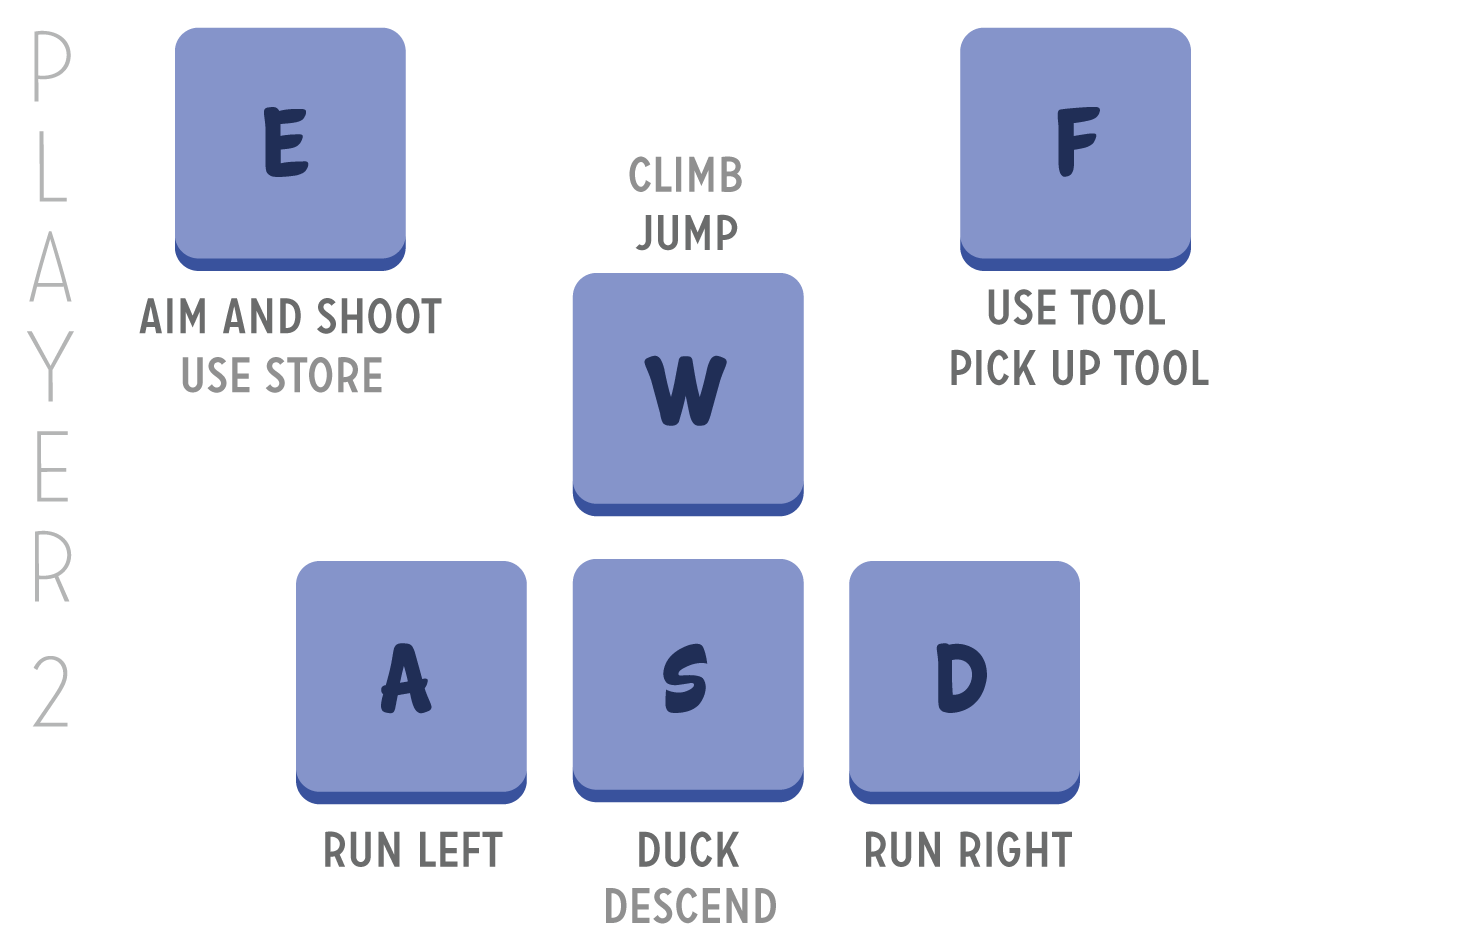 PLAYER 2
E
AIM AND SHOOT
USE STORE
CLIMB
JUMP
W
F
USE TOOL
PICK UP TOOL
A
RUN LEFT
S
DUCK
DESCEND
D
RUN RIGHT